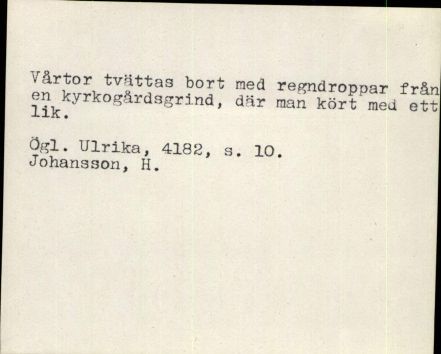 Vårtor tvättas bort med regndroppar från
en kyrkogårdsgrind, där man kört med ett
lik.
Ögl. Ulrika, 4182, s. 10.
Johansson, H.